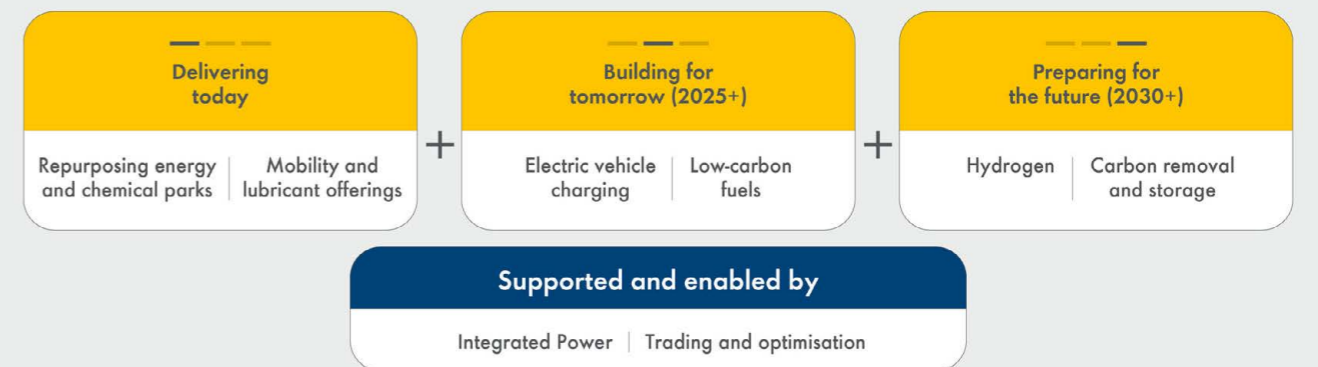 Delivering
today
Repurposing energy
and chemical parks
Mobility and
lubricant offerings
+
Building for
tomorrow (2025+)
Electric vehicle
charging
Low-carbon
fuels
+
Preparing for
the future (2030+)
Hydrogen
Carbon removal
and storage
Supported and enabled by
Integrated Power
Trading and optimisation